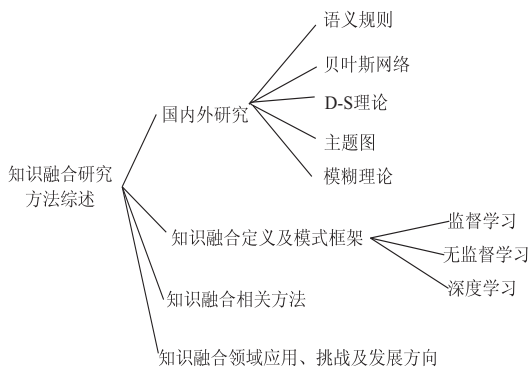 知识融合研究
方法综述
国内外研究
语义规则
贝叶斯网络
D-S理论
主题图
模糊理论
知识融合定义及模式框架
监督学习
无监督学习
深度学习
知识融合相关方法
知识融合领域应用、挑战及发展方向